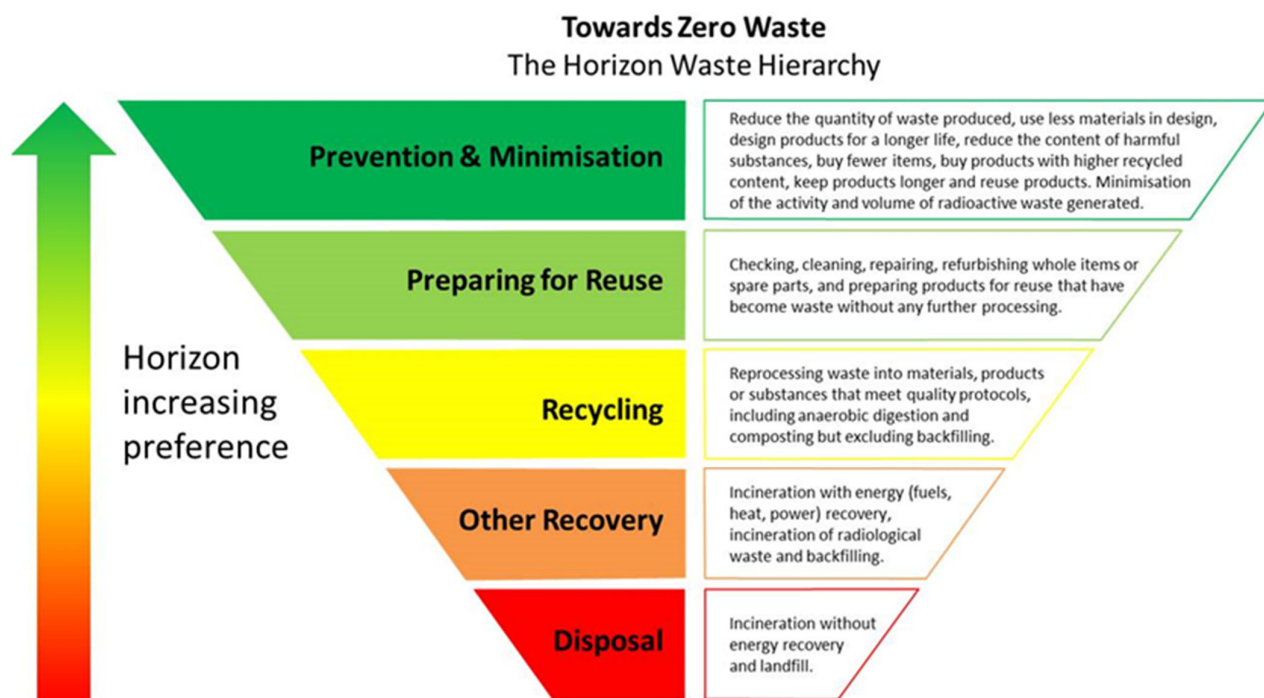 Towards Zero Waste
The Horizon Waste Hierarchy
Horizon
increasing
preference
Prevention & Minimisation
Reduce the quantity of waste produced, use less materials in design,
design products for a longer life, reduce the content of harmful
substances, buy fewer items, buy products with higher recycled
content, keep products longer and reuse products. Minimisation
of the activity and volume of radioactive waste generated.
Preparing for Reuse
Checking, cleaning, repairing, refurbishing whole items or
spare parts, and preparing products for reuse that have
become waste without any further processing.
Recycling
Reprocessing waste into materials, products
or substances that meet quality protocols,
including anaerobic digestion and
composting but excluding backfilling.
Other Recovery
Incineration with energy (fuels,
heat, power) recovery,
incineration of radiological
waste and backfilling.
Disposal
Incineration without
energy recovery
and landfill.